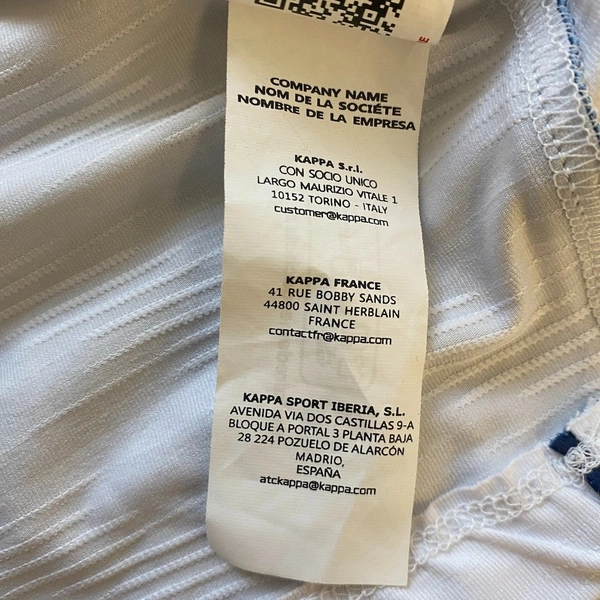 COMPANY NAME
NOM DE LA SOCIÉTE
NOMBRE DE LA EMPRESA
KAPPA S.r.l.
CON SOCIO UNICO
LARGO MAURIZIO VITALE 1
10152 TORINO - ITALY
customer@kappa.com
KAPPA FRANCE
41 RUE BOBBY SANDS
44800 SAINT HERBLAIN
FRANCE
contactfr@kappa.com
KAPPA SPORT IBERIA, S.L.
AVENIDA VIA DOS CASTILLAS 9-A
BLOQUE A PORTAL 3 PLANTA BAJA
28 224 POZUELO DE ALARCÓN
MADRIO,
ESPAÑA
atckappa@kappa.com